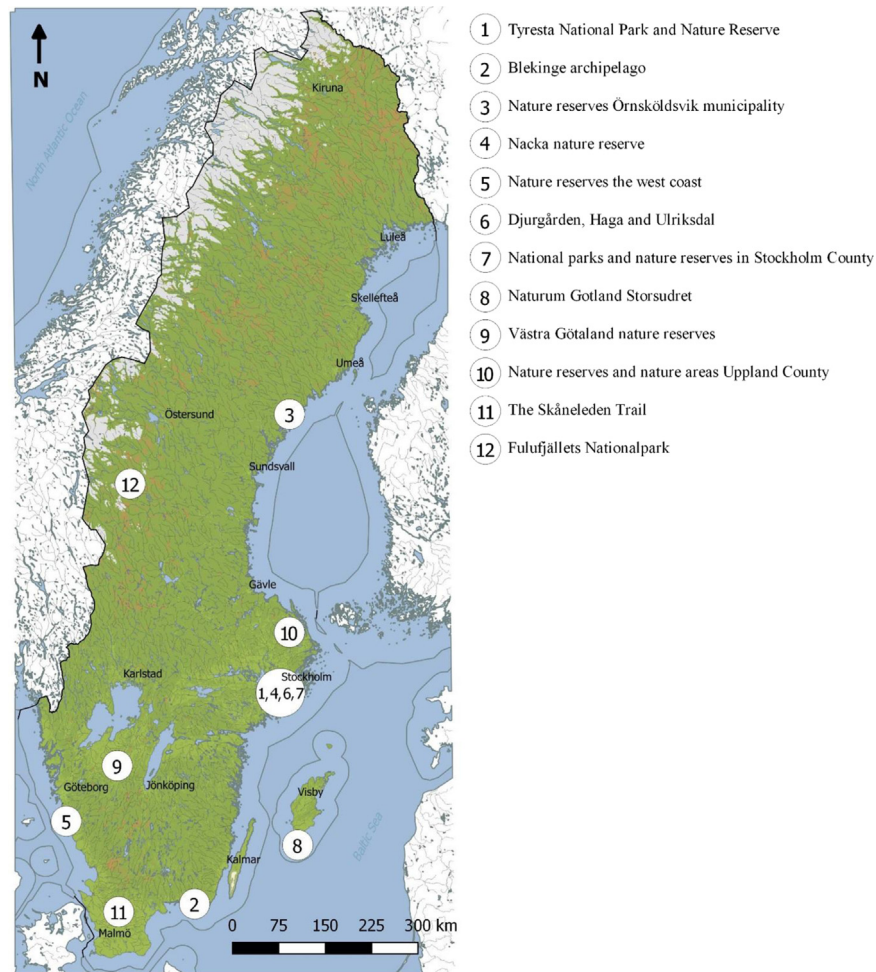 N
North Atlantic Ocean
Kiruna
Luleå
Skellefteå
Umeå
Östersund
3
Sundsvall
12
Gävle
10
Karlstad
Stockholm
1, 4, 6, 7
9
Göteborg
Jönköping
Visby
5
8
Baltic Sea
Kalmar
2
11
Malmö
0 75 150 225 300 km
1 Tyresta National Park and Nature Reserve
2 Blekinge archipelago
3 Nature reserves Örnsköldsvik municipality
4 Nacka nature reserve
5 Nature reserves the west coast
6 Djurgården, Haga and Ulriksdal
7 National parks and nature reserves in Stockholm County
8 Naturum Gotland Storsudret
9 Västra Götaland nature reserves
10 Nature reserves and nature areas Uppland County
11 The Skåneleden Trail
12 Fulufjällets Nationalpark